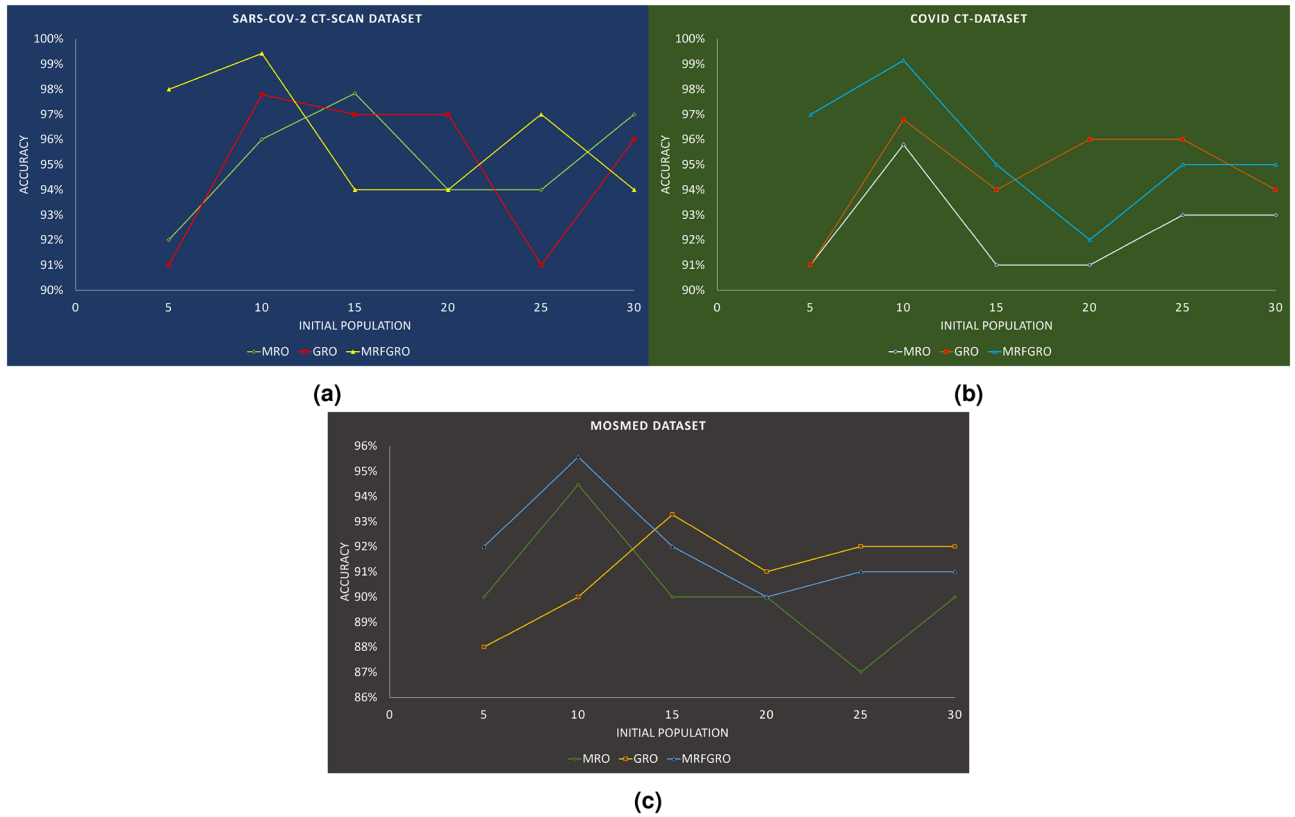 SARS-COV-2 CT-SCAN DATASET
100%
99%
98%
97%
96%
95%
94%
93%
92%
91%
90%
ACCURACY
0 5 10 15 20 25 30
INITIAL POPULATION
MRO GRO MRFGRO
(a)
COVID CT-DATASET
100%
99%
98%
97%
96%
95%
94%
93%
92%
91%
90%
ACCURACY
0 5 10 15 20 25 30
INITIAL POPULATION
MRO GRO MRFGRO
(b)
MOSMED DATASET
96%
95%
94%
93%
92%
91%
90%
89%
88%
87%
86%
ACCURACY
0 5 10 15 20 25 30
INITIAL POPULATION
MRO GRO MRFGRO
(c)